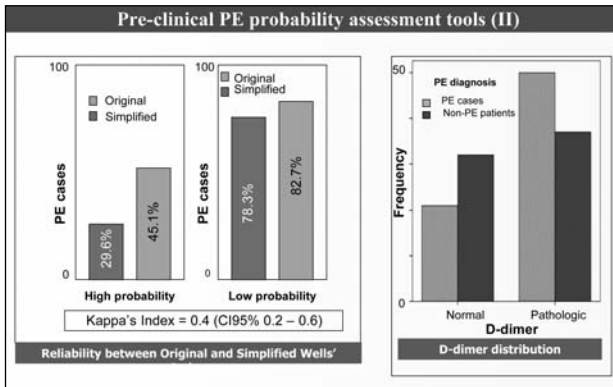 Pre-clinical PE probability assessment tools (II)
100
Original
Simplified
PE cases
29.6%
45.1%
0
High probability
100
Original
Simplified
PE cases
78.3%
82.7%
0
Low probability
Kappa's Index = 0.4 (CI95% 0.2 – 0.6)
Reliability between Original and Simplified Wells'
50
PE diagnosis
PE cases
Non-PE patients
Frequency
0
Normal
Pathologic
D-dimer
D-dimer distribution